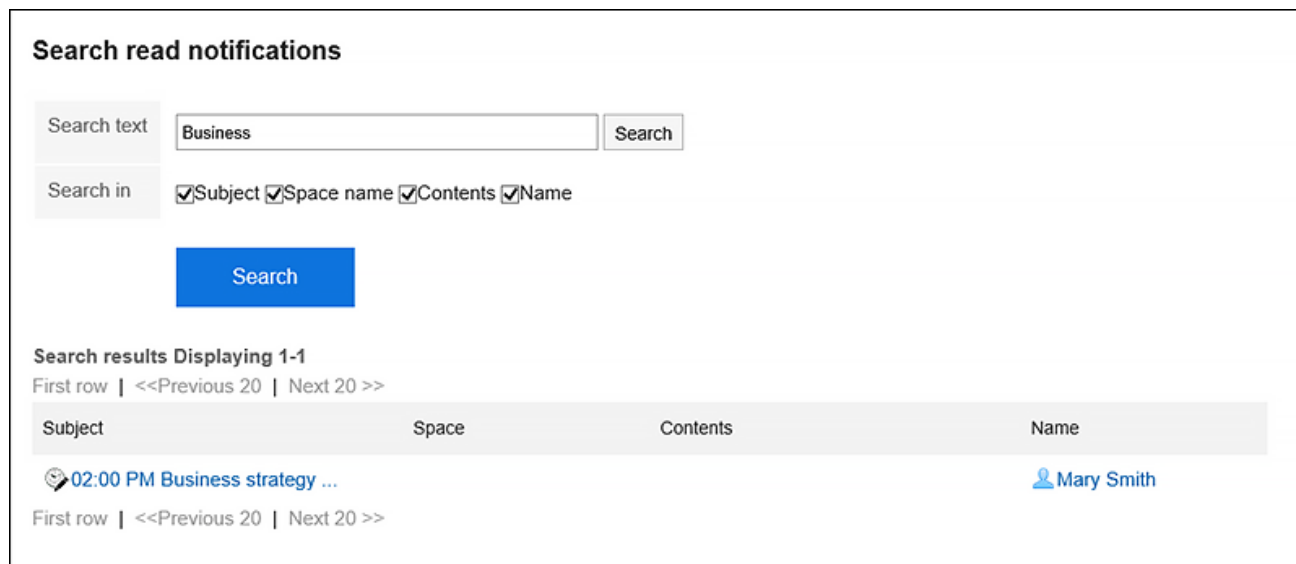 Search read notifications
Search text Business Search
Search in Subject Space name Contents Name
Search
Search results Displaying 1-1
First row | <<Previous 20 | Next 20 >>
Subject Space Contents Name
02:00 PM Business strategy ... Mary Smith
First row | <<Previous 20 | Next 20 >>